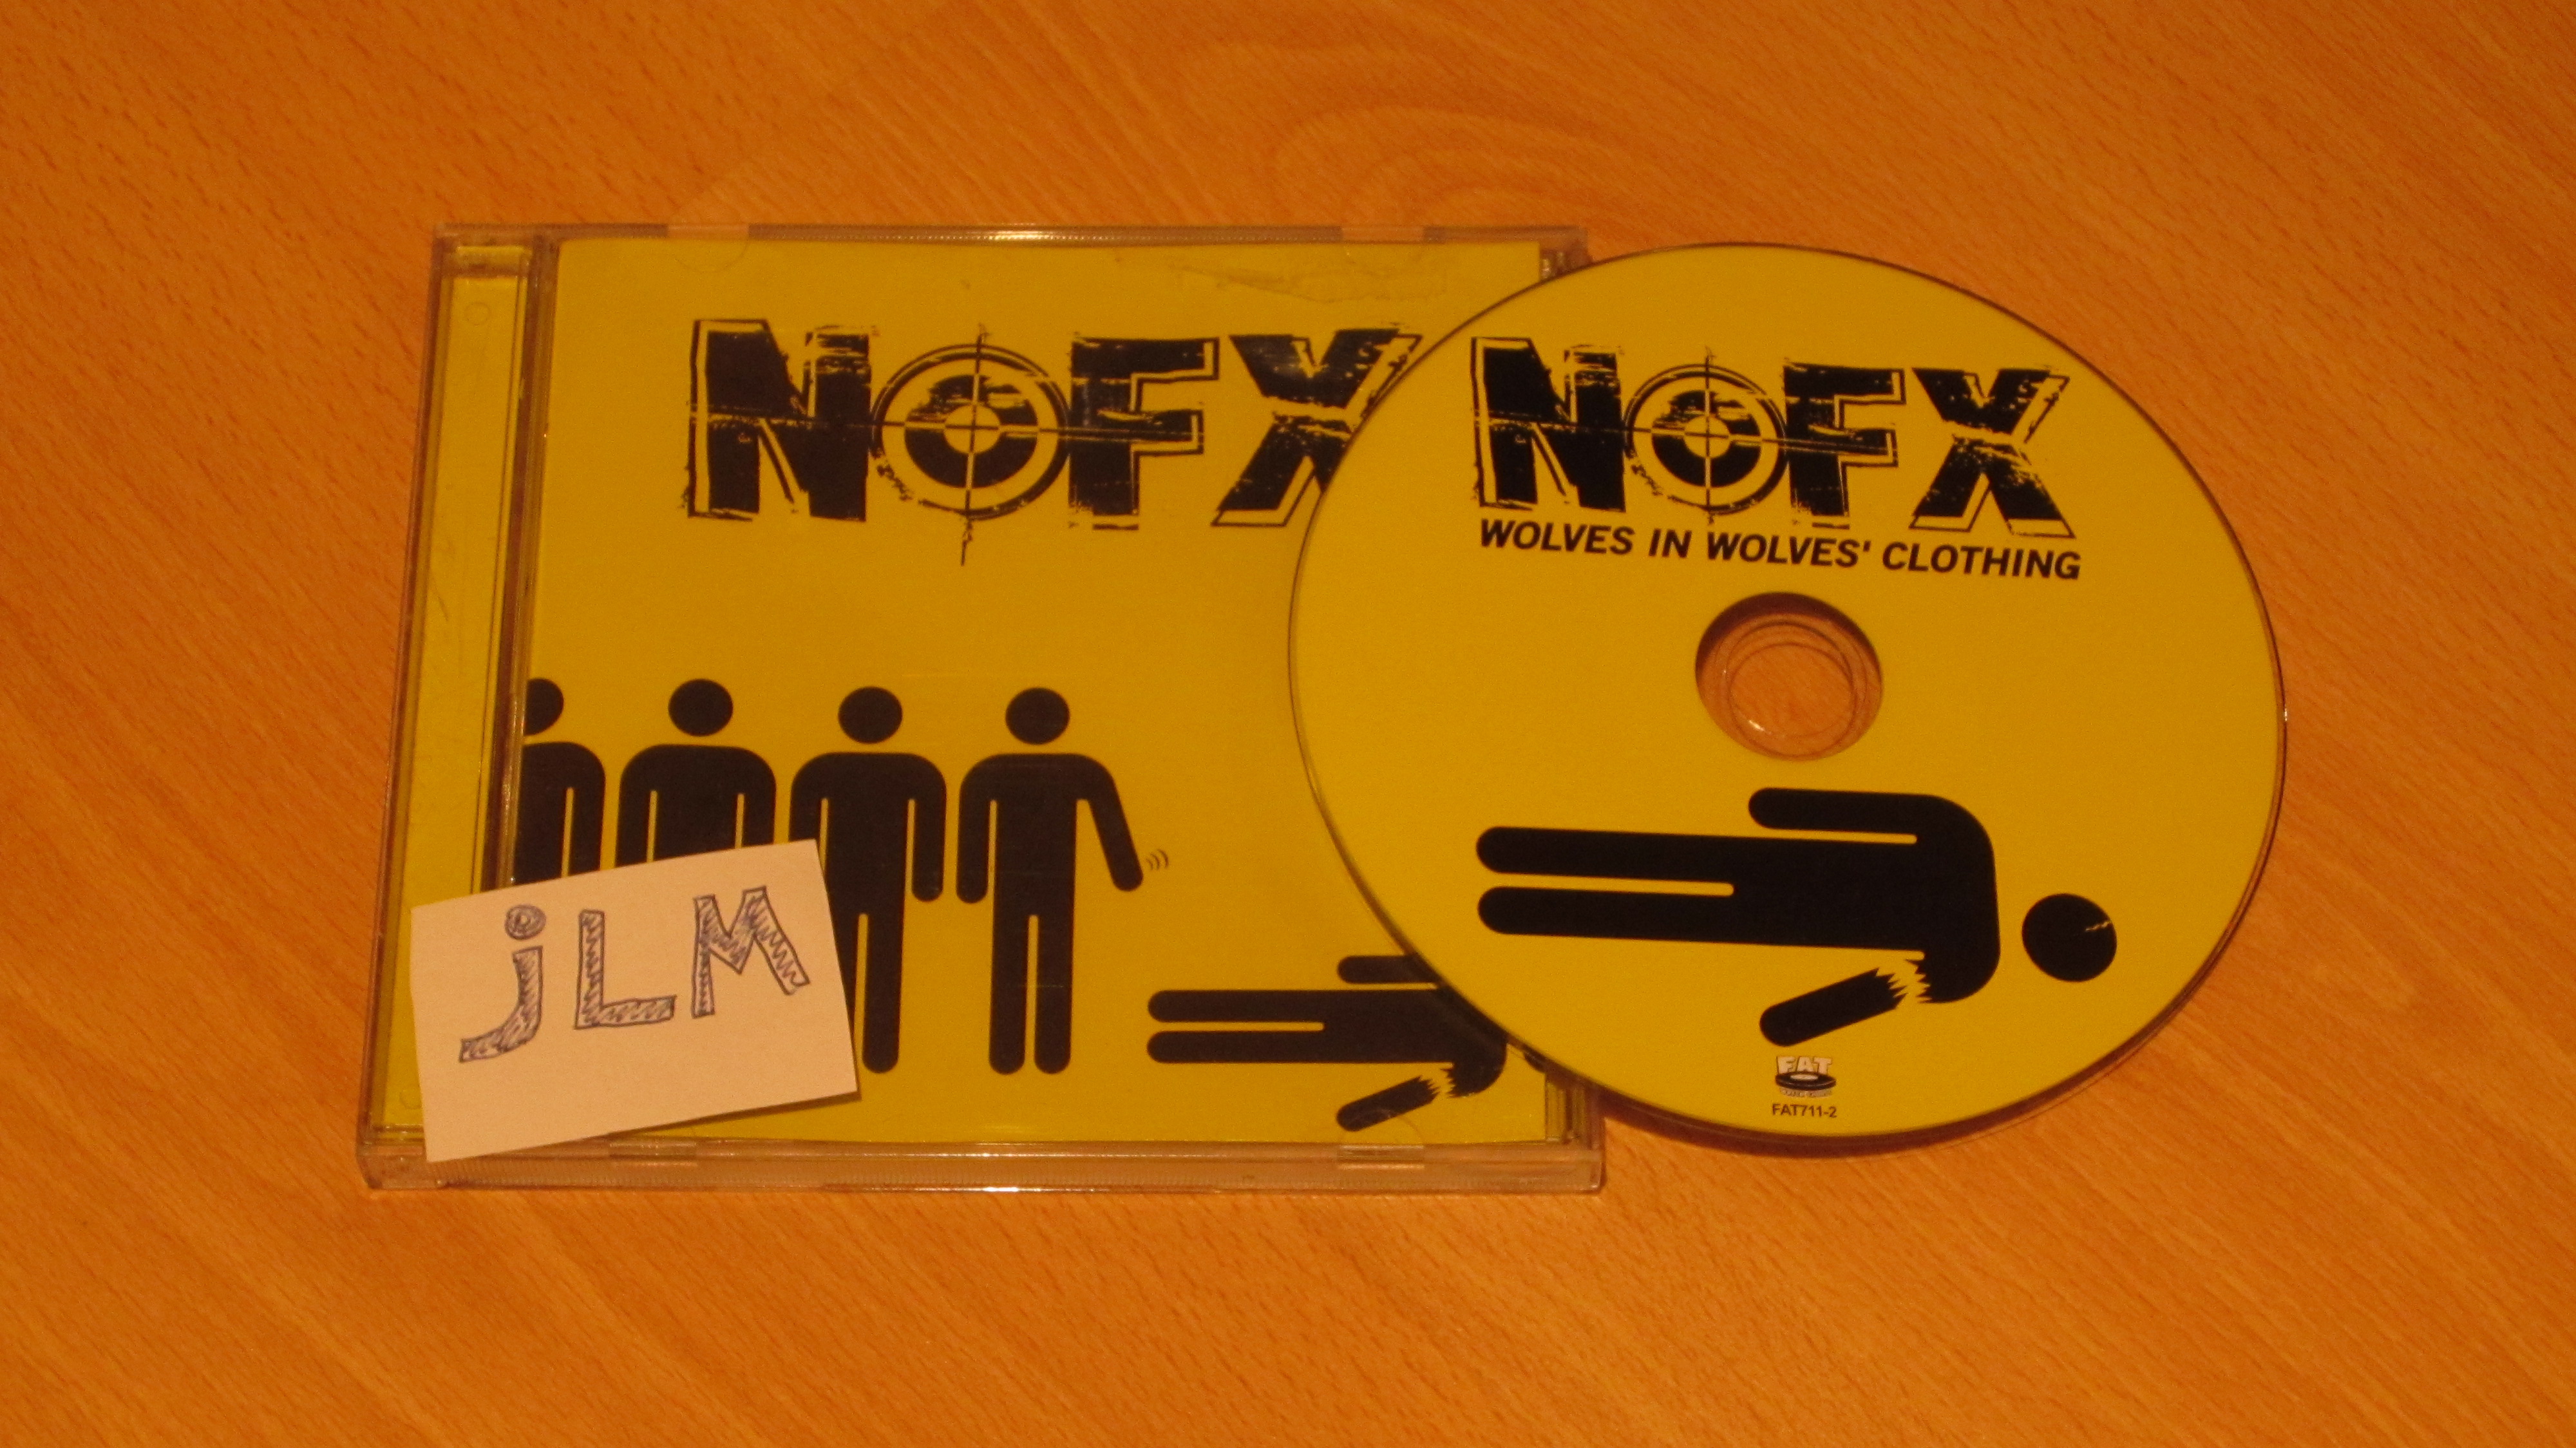 NOFX
NOFX
WOLVES IN WOLVES' CLOTHING
jLM
FAT
FAT711-2